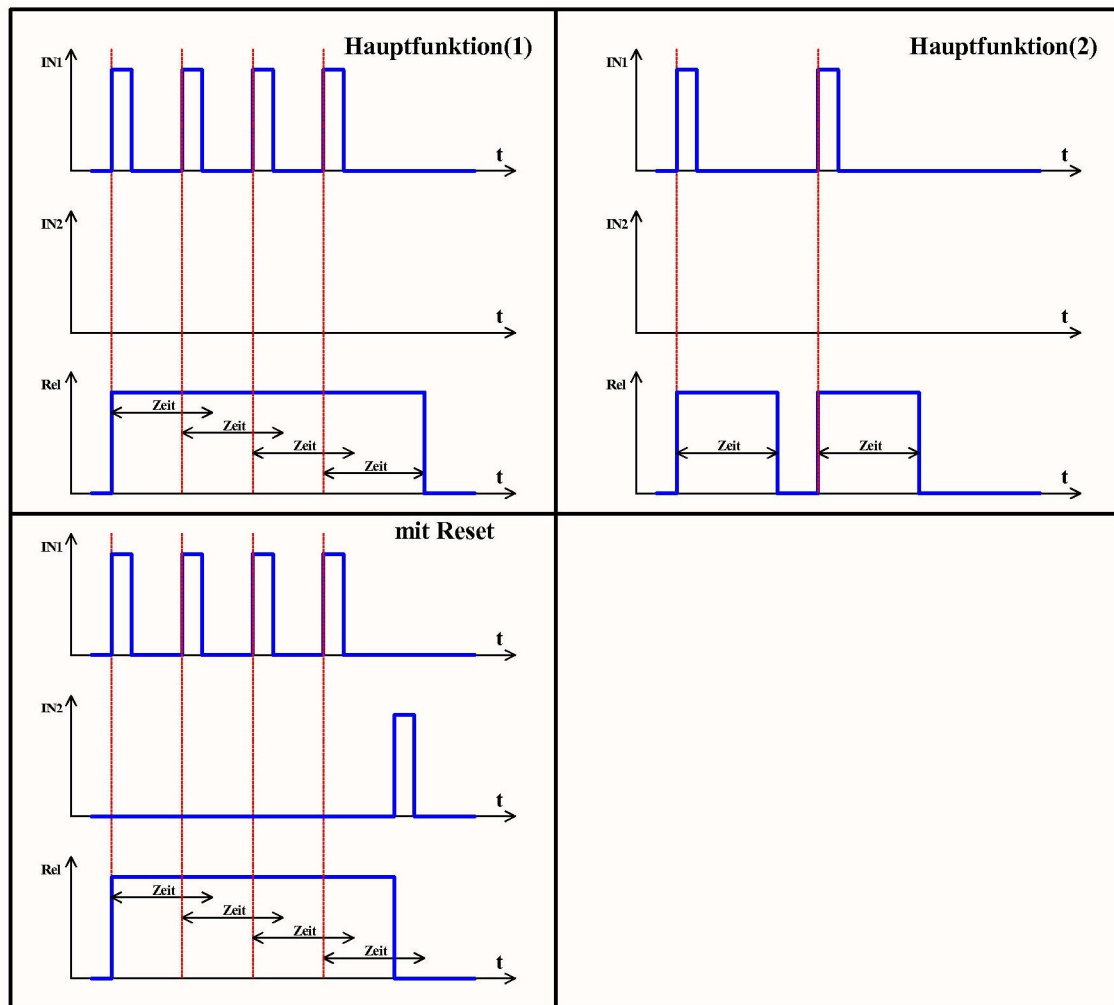 Hauptfunktion(1)
IN1
t
IN2
t
Rel
Zeit
Zeit
Zeit
Zeit
t
Hauptfunktion(2)
IN1
t
IN2
t
Rel
Zeit
Zeit
t
mit Reset
IN1
t
IN2
t
Rel
Zeit
Zeit
Zeit
Zeit
t